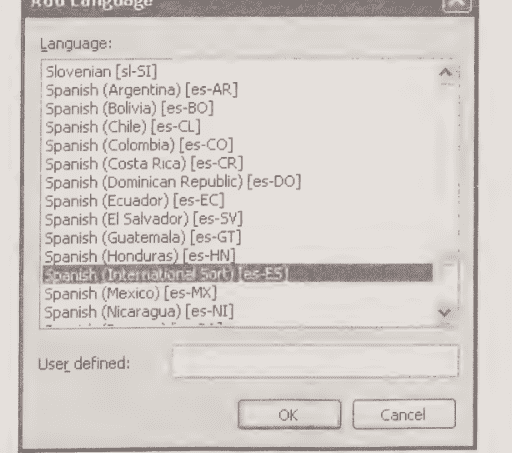 Add Language
Language:
Slovenian [sl-SI]
Spanish (Argentina) [es-AR]
Spanish (Bolivia) [es-BO]
Spanish (Chile) [es-CL]
Spanish (Colombia) [es-CO]
Spanish (Costa Rica) [es-CR]
Spanish (Dominican Republic) [es-DO]
Spanish (Ecuador) [es-EC]
Spanish (El Salvador) [es-SV]
Spanish (Guatemala) [es-GT]
Spanish (Honduras) [es-HN]
Spanish (International Sort) [es-ES]
Spanish (Mexico) [es-MX]
Spanish (Nicaragua) [es-NI]
User defined:
OK Cancel